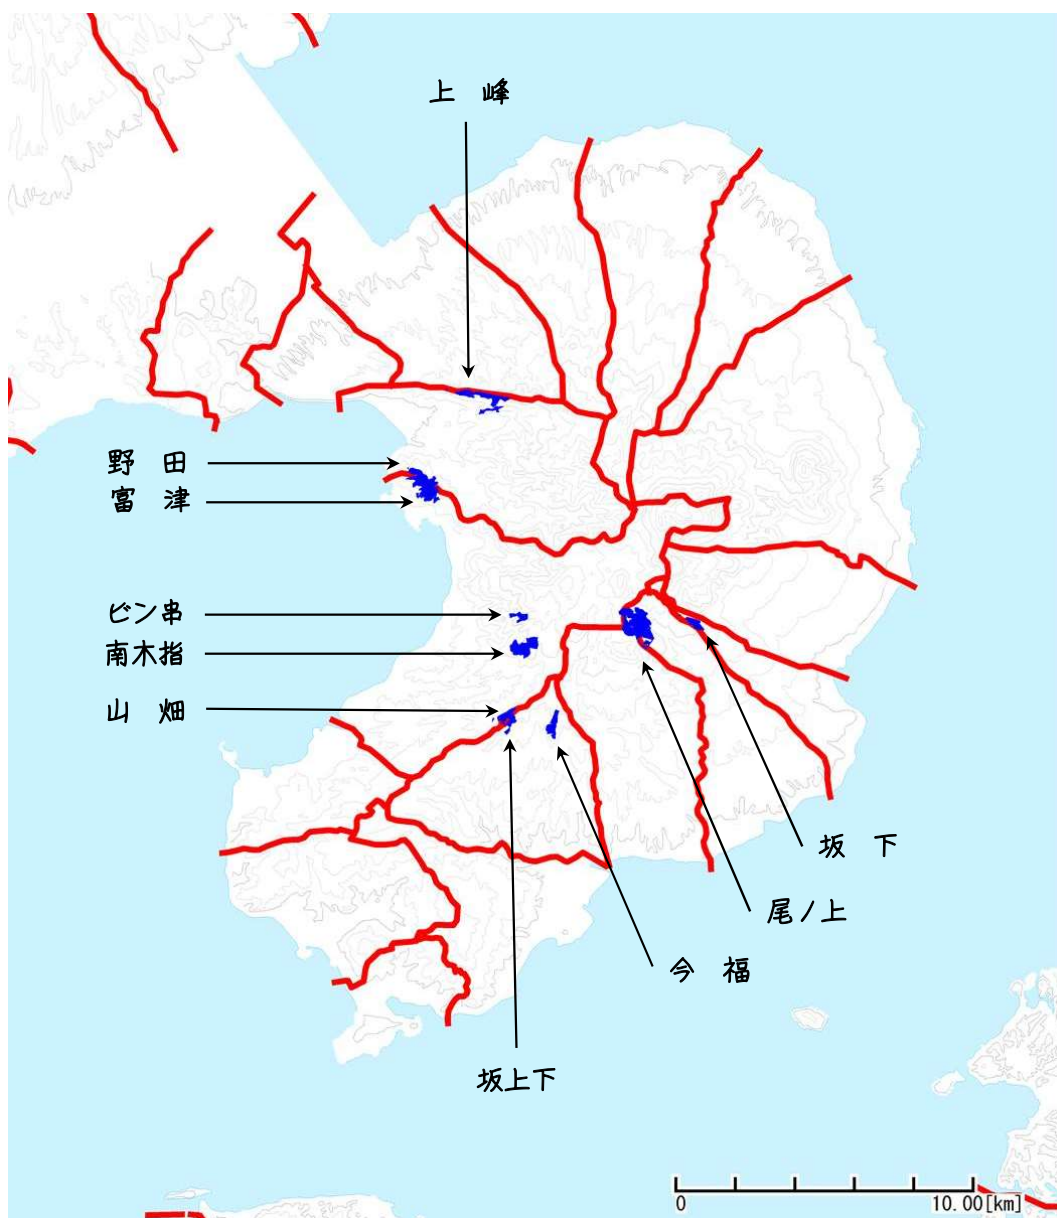 上 峰
野 田
富 津
ビン串
南木指
山 畑
坂 下
尾ノ上
今 福
坂上下
0 10.00[km]